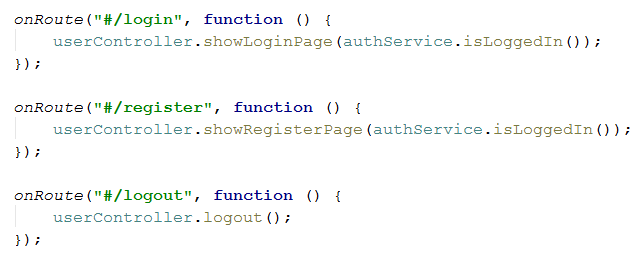 onRoute("#/login", function () {
    userController.showLoginPage(authService.isLoggedIn());
});
onRoute("#/register", function () {
    userController.showRegisterPage(authService.isLoggedIn());
});
onRoute("#/logout", function () {
    userController.logout();
});